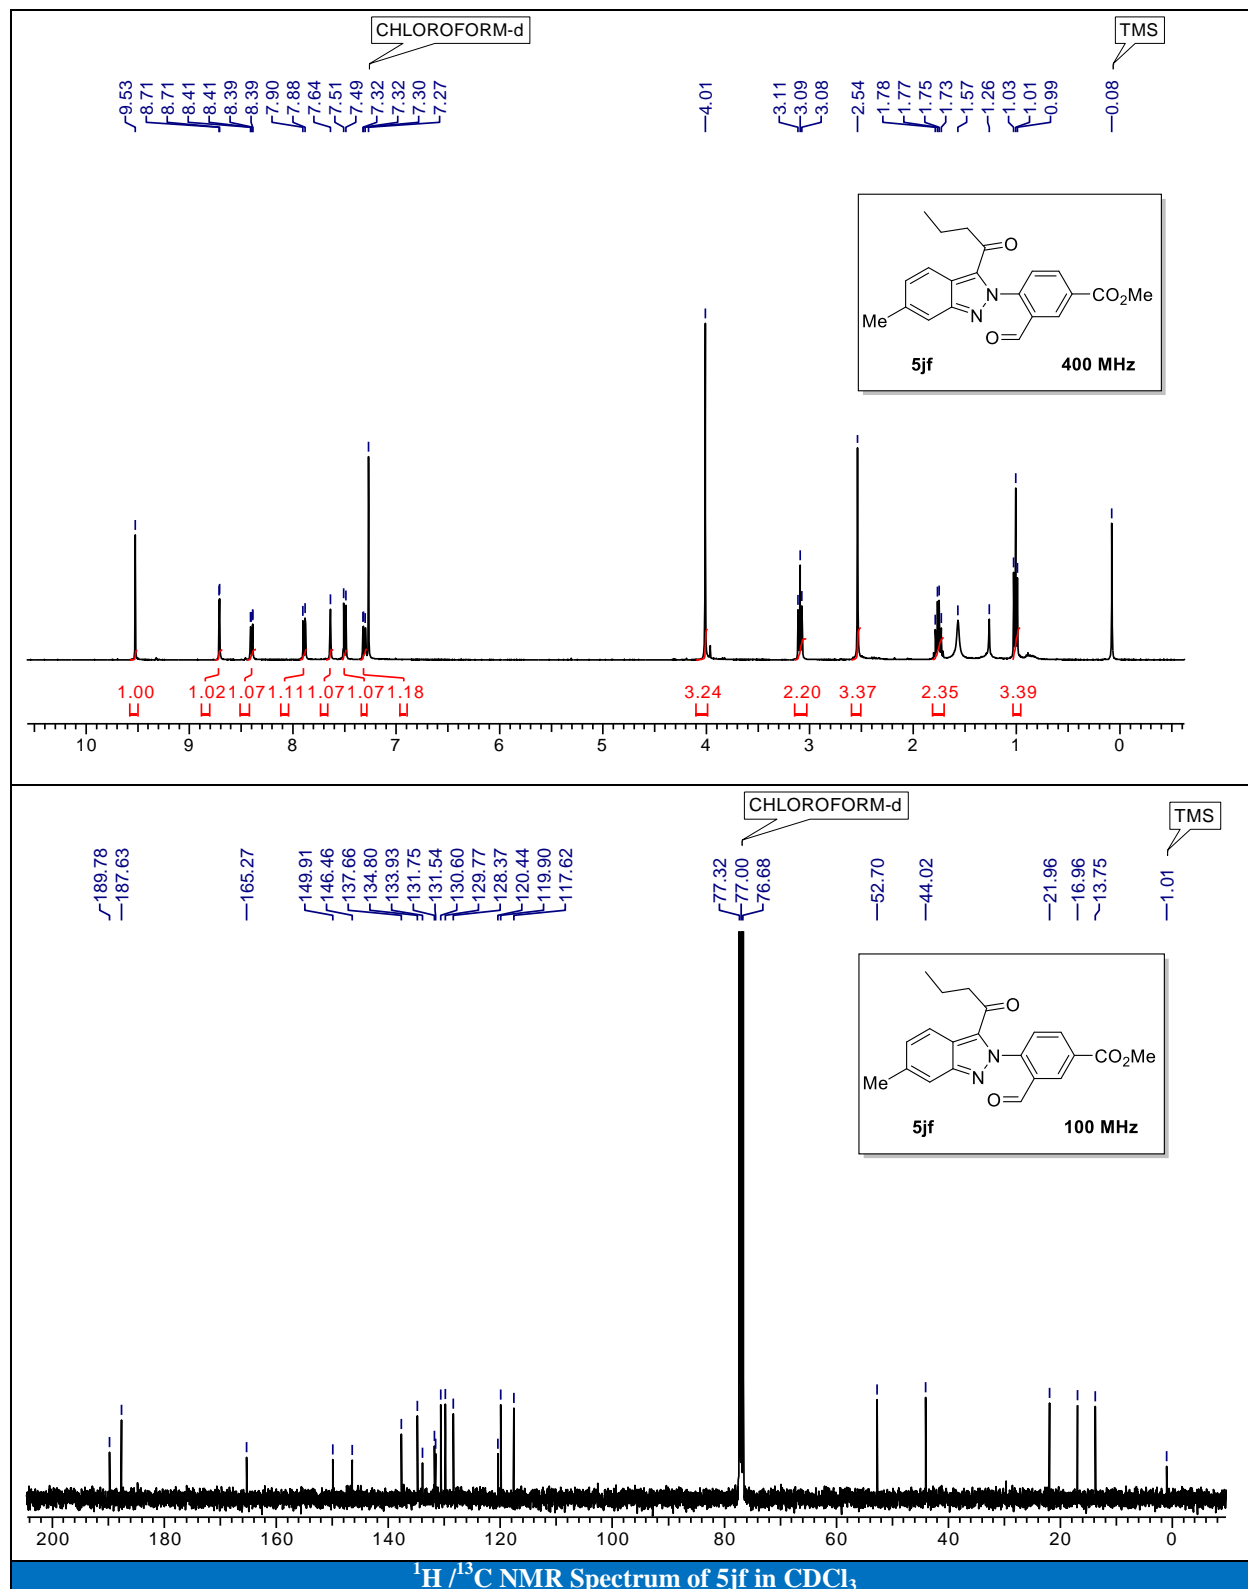 CHLOROFORM-d
TMS
9.53
8.71
8.71
8.41
8.41
8.39
8.39
7.90
7.88
7.64
7.51
7.49
7.32
7.32
7.30
7.27
4.01
3.11
3.09
3.08
2.54
1.78
1.77
1.75
1.73
1.57
1.26
1.03
1.01
0.99
0.08
O
N
N
CO2Me
Me
O
5jf 400 MHz
1.00 1.02 1.07 1.11 1.07 1.07 1.18 3.24 2.20 3.37 2.35 3.39
10 9 8 7 6 5 4 3 2 1 0
CHLOROFORM-d
TMS
189.78
187.63
165.27
149.91
146.46
137.66
134.80
133.93
131.75
131.54
130.60
129.77
128.37
120.44
119.90
117.62
77.32
77.00
76.68
52.70
44.02
21.96
16.96
13.75
1.01
O
N
N
CO2Me
Me
O
5jf 100 MHz
200 180 160 140 120 100 80 60 40 20 0
1H /13C NMR Spectrum of 5jf in CDCl3